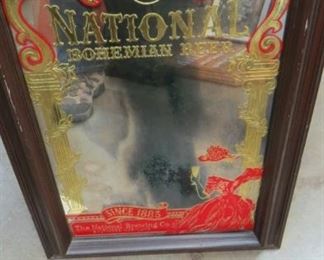 NATIONAL
BOHEMIAN BEER
SINCE 1885
The National Brewing Co.